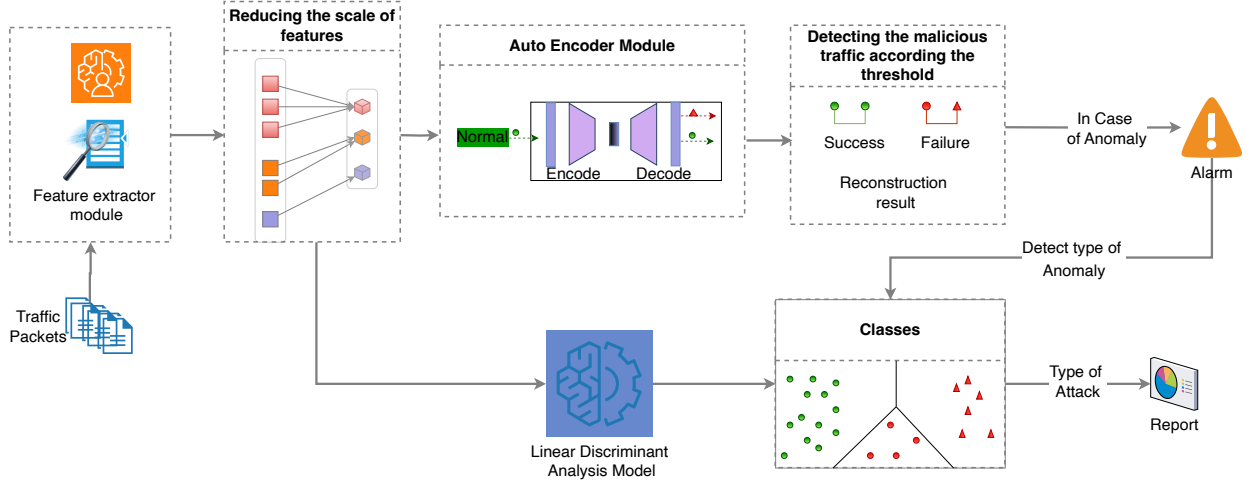 Reducing the scale of
features
Auto Encoder Module
Detecting the malicious
traffic according the
threshold
Feature extractor
module
Normal
Encode
Decode
Success
Failure
Reconstruction
result
In Case
of Anomaly
Alarm
Traffic
Packets
Detect type of
Anomaly
Classes
Linear Discriminant
Analysis Model
Type of
Attack
Report